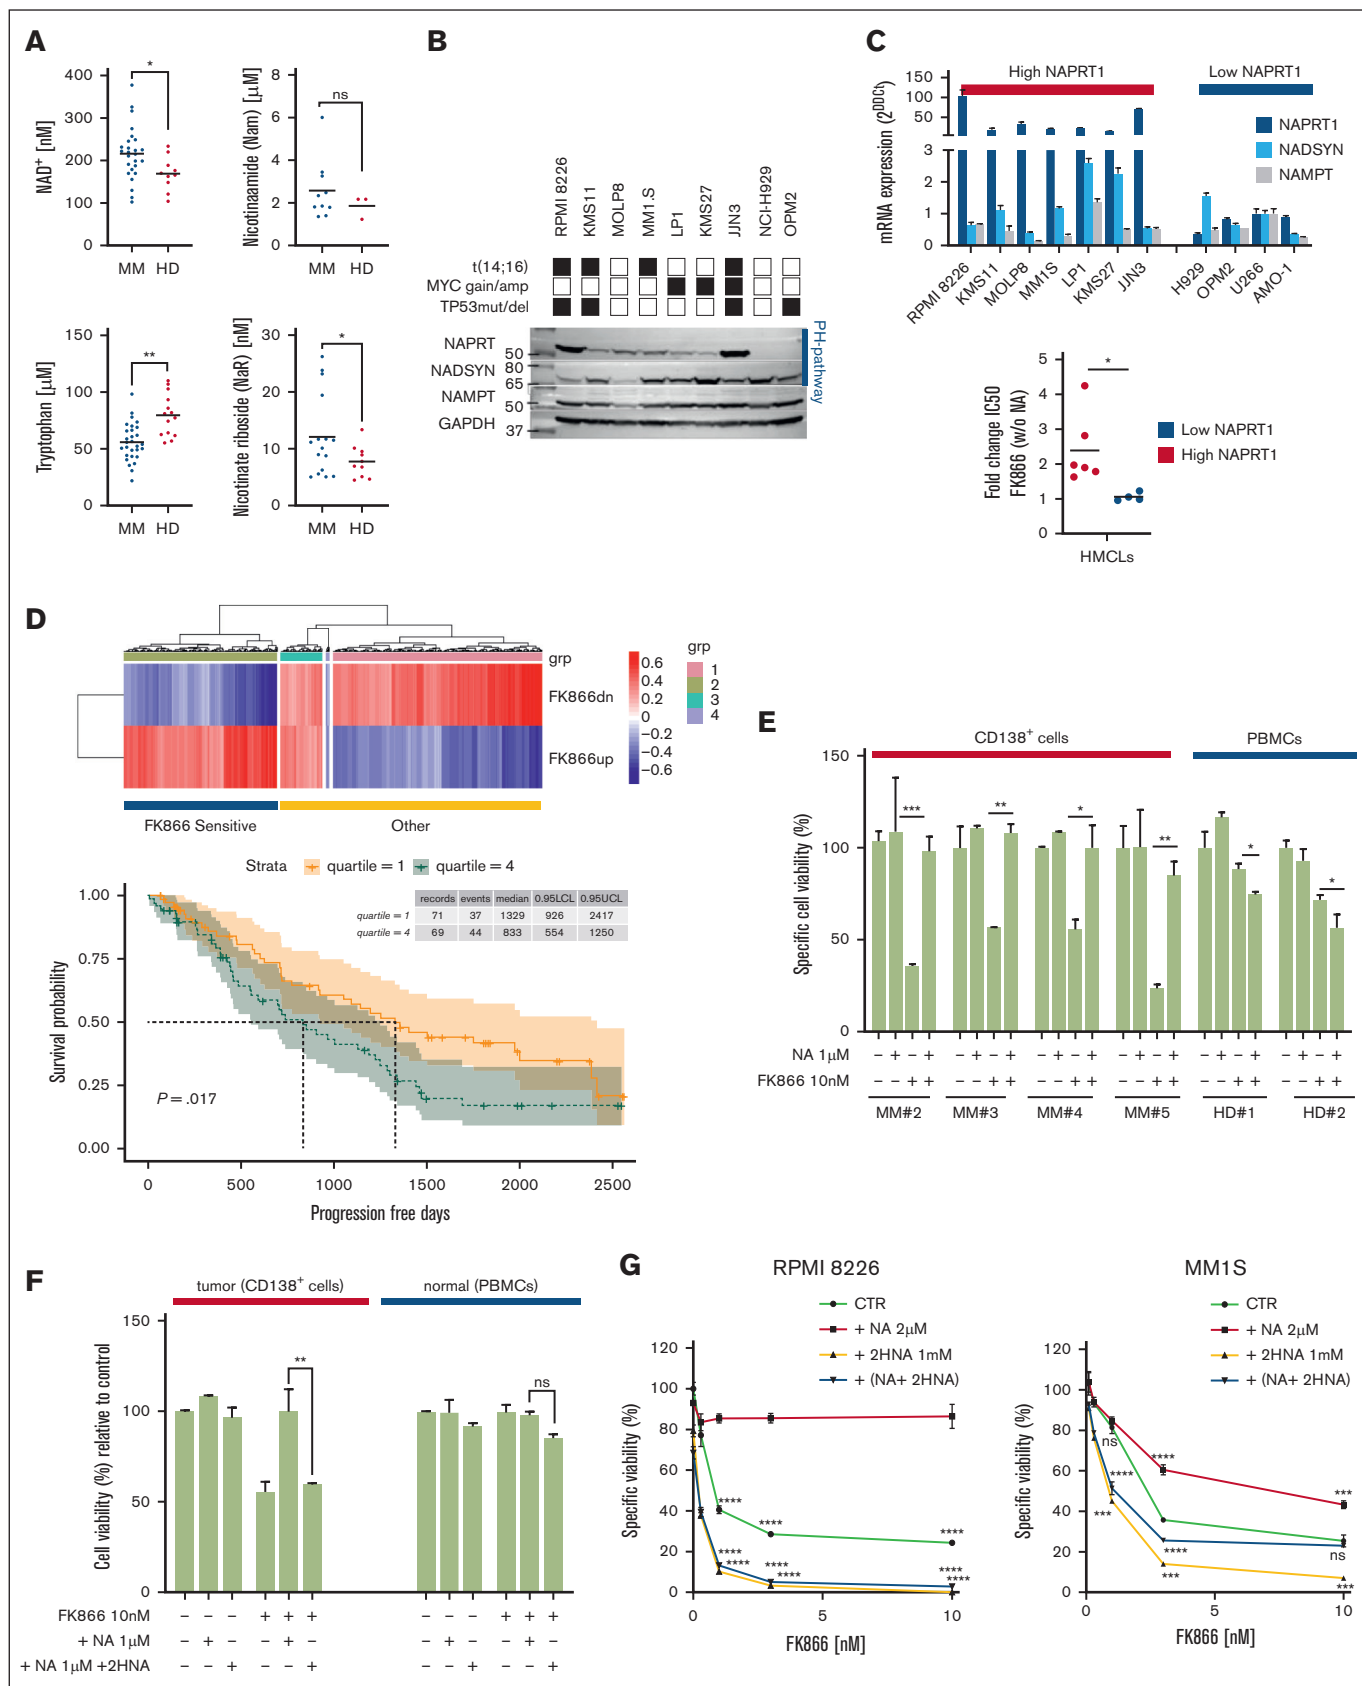 A
NAD+ [nM]
400
300
200
100
0
*
MM HD
Nicotinamide (Nam) [μM]
8
6
4
2
0
ns
MM HD
Tryptophan [μM]
150
100
50
0
**
MM HD
Nicotinate riboside (NaR) [nM]
30
20
10
0
*
MM HD
B
RPMI 8226
KMS11
MOLP8
MM1.S
LP1
KMS27
JJN3
NCI-H929
OPM2
t(14;16)
MYC gain/amp
TP53mut/del
NAPRT
50
NADSYN
80
65
NAMPT
50
GAPDH
37
PH-pathway
C
High NAPRT1 Low NAPRT1
mRNA expression (2DDCt)
150
100
50
3
2
1
0
NAPRT1
NADSYN
NAMPT
RPMI 8226
KMS11
MOLP8
MM1S
LP1
KMS27
JJN3
H929
OPM2
U266
AMO-1
Fold change IC50
FK866 (w/o NA)
5
4
3
2
1
0
*
HMCLs
Low NAPRT1
High NAPRT1
D
grp
FK866dn
FK866up
0.6
0.4
0.2
0
−0.2
−0.4
−0.6
grp
1
2
3
4
FK866 Sensitive Other
Strata quartile = 1 quartile = 4
records events median 0.95LCL 0.95UCL
quartile = 1 71 37 1329 926 2417
quartile = 4 69 44 833 554 1250
Survival probability
1.00
0.75
0.50
0.25
0.00
P = .017
0 500 1000 1500 2000 2500
Progression free days
E
CD138+ cells PBMCs
Specific cell viability (%)
150
100
50
0
*** ** * ** * *
NA 1μM − + − + − + − + − + − + − + − + − + − + − + − +
FK866 10nM − − + + − − + + − − + + − − + + − − + + − − + +
MM#2 MM#3 MM#4 MM#5 HD#1 HD#2
F
tumor (CD138+ cells) normal (PBMCs)
Cell viability (%) relative to control
150
100
50
0
** ns
FK866 10nM − − − + + + − − − + + +
+ NA 1μM − + − − + − − + − − + −
+ NA 1μM +2HNA − − + − − + − − + − − +
G
RPMI 8226
CTR
+ NA 2μM
+ 2HNA 1mM
+ (NA+ 2HNA)
Specific viability (%)
120
100
80
60
40
20
0
**** **** ****
**** **** ****
**** **** ****
0 5 10
FK866 [nM]
MM1S
CTR
+ NA 2μM
+ 2HNA 1mM
+ (NA+ 2HNA)
Specific viability (%)
120
100
80
60
40
20
0
ns **** ***
**** **** ns
*** *** ***
0 5 10
FK866 [nM]